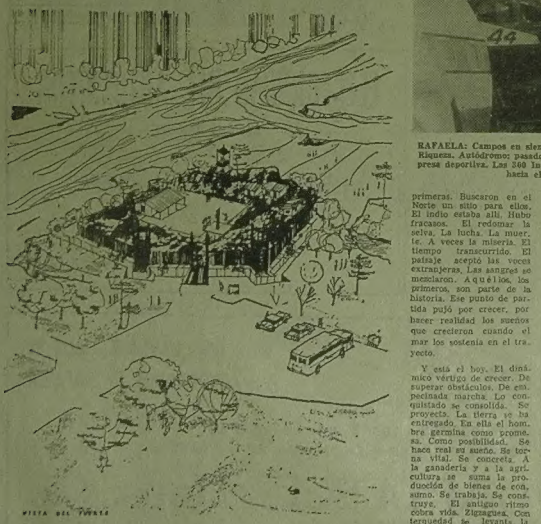 44
RAFAELA: Campos en
Riqueza. Autódromo: pasado
presa deportiva. Las 300
hacia el
primeras. Buscaron en el
Norte un sitio para ellos.
El indio estaba allí. Hubo
fracasos. El redomar la
selva. La lucha. La muer.
te. A veces la miseria. El
tiempo transcurrido. El
paisaje aceptó las voces
extranjeras. Las sangres se
mezclaron. Aquéllos, los
primeros, son parte de la
historia. Ese punto de par-
tida pujó por crecer, por
hacer realidad los sueños
que crecieron cuando el
mar los sostenía en el tra.
yecto.
Y está el hoy. El diná.
mico vértigo de crecer. De
superar obstáculos. De em.
pecinada marcha. Lo con.
quistado se consolida. Se
proyecta. La tierra se ha
entregado. En ella el hom.
bre germina como prome.
sa. Como posibilidad. Se
hace real su sueño. Se tor-
na vital. Se concreta. A
la ganadería y a la agri.
cultura se suma la pro.
ducción de bienes de con.
sumo. Se trabaja. Se cons.
truye. El antiguo ritmo
cobra vida. Zigzaguea. Con
ternuedad se levanta la
VISTA DEL FUERTE